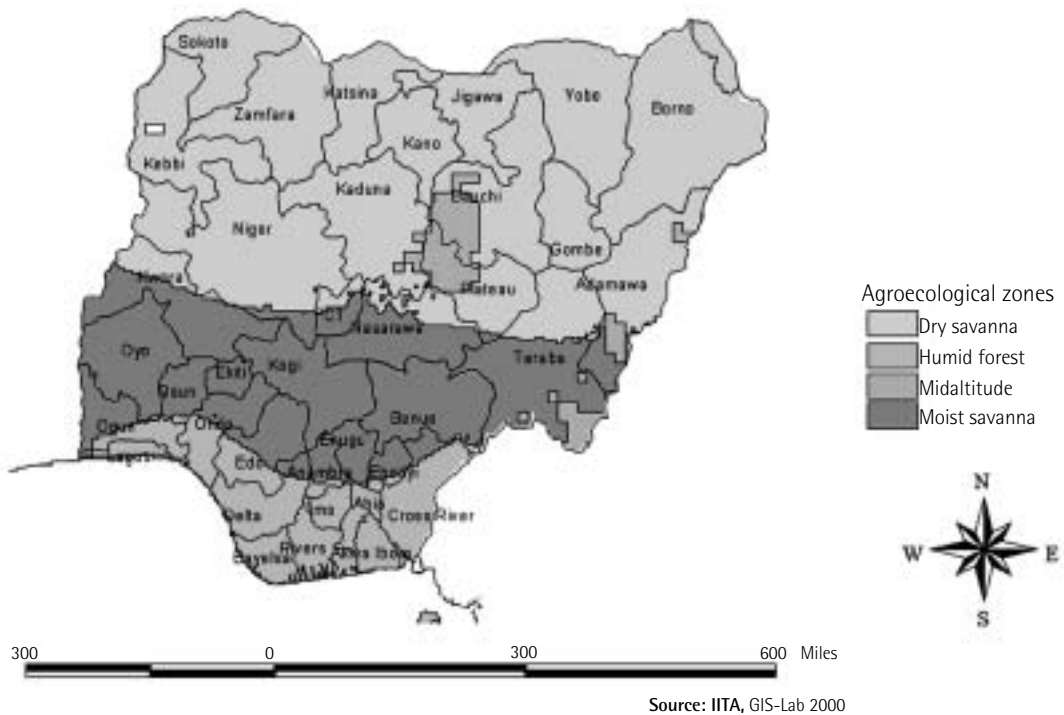 Sokoto
Katsina
Jigawa
Yobe
Borno
Zamfara
Kano
Kebbi
Kaduna
Bauchi
Niger
Gombe
Plateau
Adamawa
Kwara
Nasarawa
Oyo
Kogi
Taraba
Ekiti
Osun
Benue
Ogun
Ondo
Enugu
Lagos
Edo
Anambra
Ebonyi
Delta
Imo
Abia
Cross River
Rivers
Akwa Ibom
Bayelsa
Agroecological zones
Dry savanna
Humid forest
Midaltitude
Moist savanna
N
W E
S
300 0 300 600 Miles
Source: IITA, GIS-Lab 2000